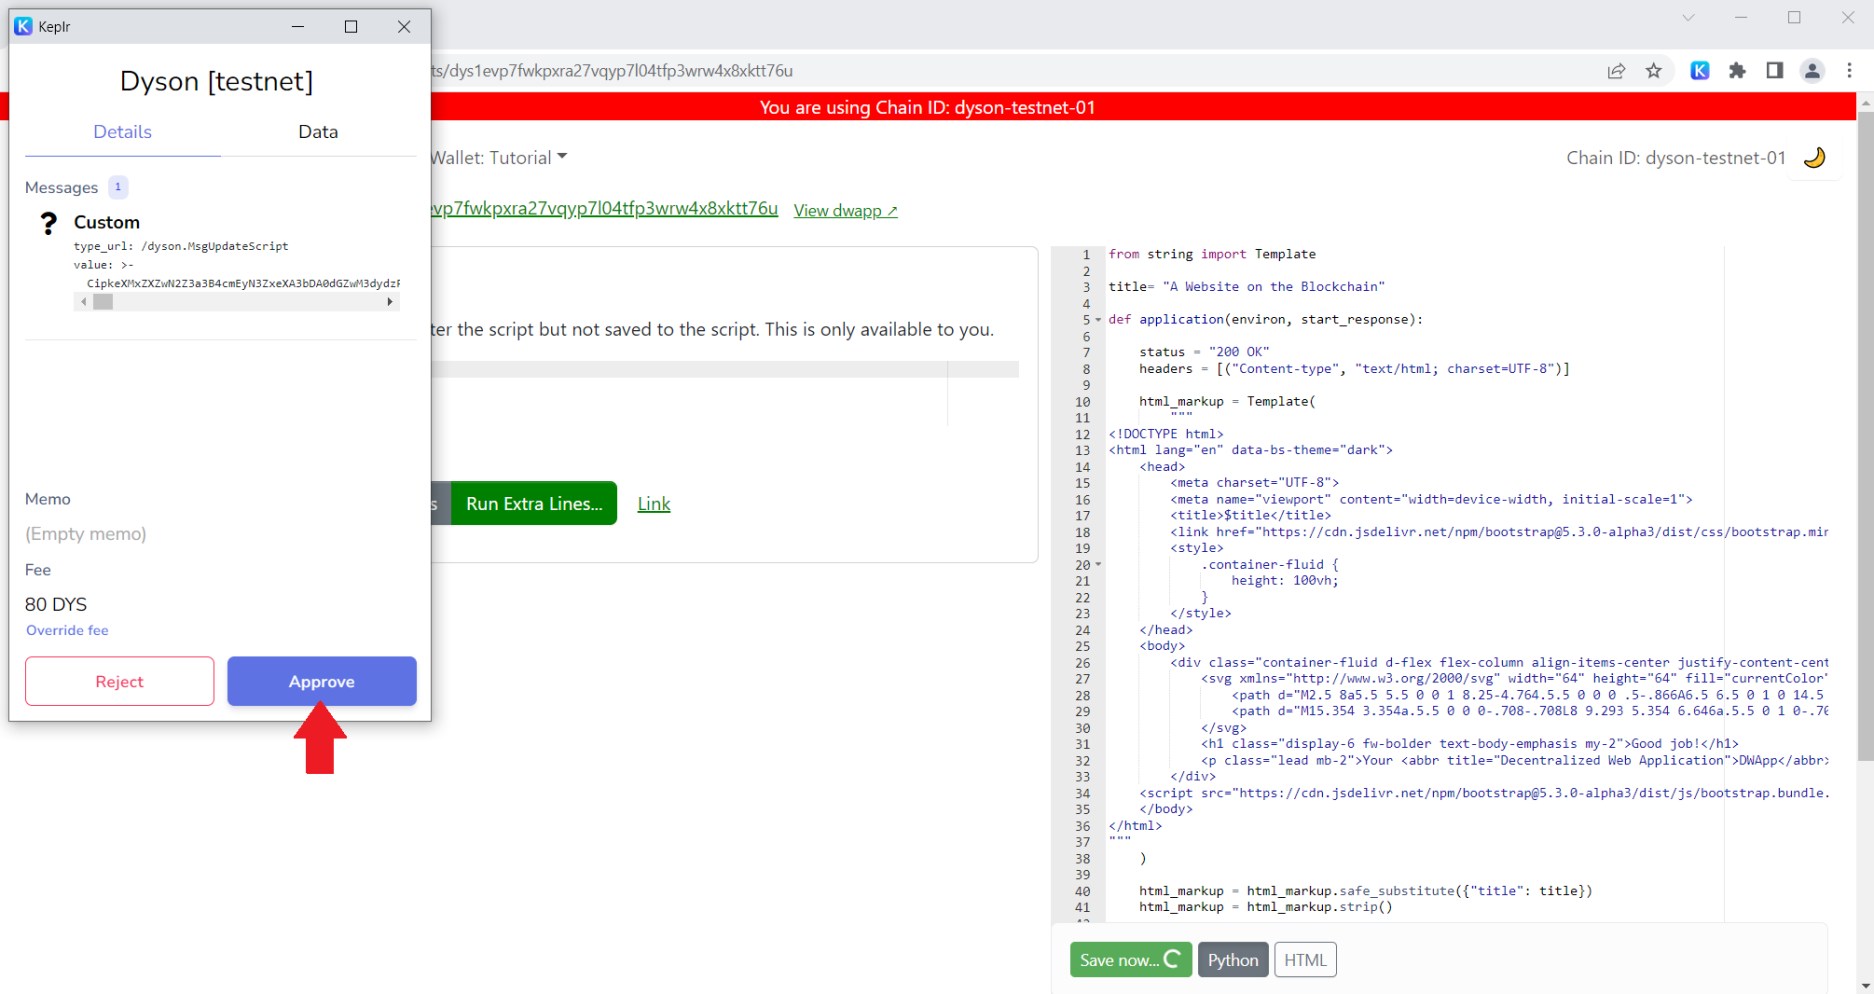 Keplr
Dyson [testnet]
Details
Data
Messages 1
? Custom
type_url: /dyson.MsgUpdateScript
value: >-
CipkeXMxZXZwN2Z3a3B4cmEyN3ZxeXA3bDA0dGZwM3dydzF
Memo
(Empty memo)
Fee
80 DYS
Override fee
Reject
Approve
ts/dys1evp7fwkpxra27vqyp7l04tfp3wrw4x8xktt76u
You are using Chain ID: dyson-testnet-01
Wallet: Tutorial
Chain ID: dyson-testnet-01
evp7fwkpxra27vqyp7l04tfp3wrw4x8xktt76u View dwapp ↗
ter the script but not saved to the script. This is only available to you.
s
Run Extra Lines...
Link
1 from string import Template
2
3 title= "A Website on the Blockchain"
4
5 def application(environ, start_response):
6
7 status = "200 OK"
8 headers = [("Content-type", "text/html; charset=UTF-8")]
9
10 html_markup = Template(
11 """
12 <!DOCTYPE html>
13 <html lang="en" data-bs-theme="dark">
14 <head>
15 <meta charset="UTF-8">
16 <meta name="viewport" content="width=device-width, initial-scale=1">
17 <title>$title</title>
18 <link href="https://cdn.jsdelivr.net/npm/bootstrap@5.3.0-alpha3/dist/css/bootstrap.mir
19 <style>
20 .container-fluid {
21 height: 100vh;
22 }
23 </style>
24 </head>
25 <body>
26 <div class="container-fluid d-flex flex-column align-items-center justify-content-cent
27 <svg xmlns="http://www.w3.org/2000/svg" width="64" height="64" fill="currentColor"
28 <path d="M2.5 8a5.5 5.5 0 0 1 8.25-4.764.5.5 0 0 0 .5-.866A6.5 6.5 0 1 0 14.5
29 <path d="M15.354 3.354a.5.5 0 0 0-.708-.708L8 9.293 5.354 6.646a.5.5 0 1 0-.70
30 </svg>
31 <h1 class="display-6 fw-bolder text-body-emphasis my-2">Good job!</h1>
32 <p class="lead mb-2">Your <abbr title="Decentralized Web Application">DWApp</abbr>
33 </div>
34 <script src="https://cdn.jsdelivr.net/npm/bootstrap@5.3.0-alpha3/dist/js/bootstrap.bundle.
35 </body>
36 </html>
37 """
38 )
39
40 html_markup = html_markup.safe_substitute({"title": title})
41 html_markup = html_markup.strip()
Save now...
Python
HTML